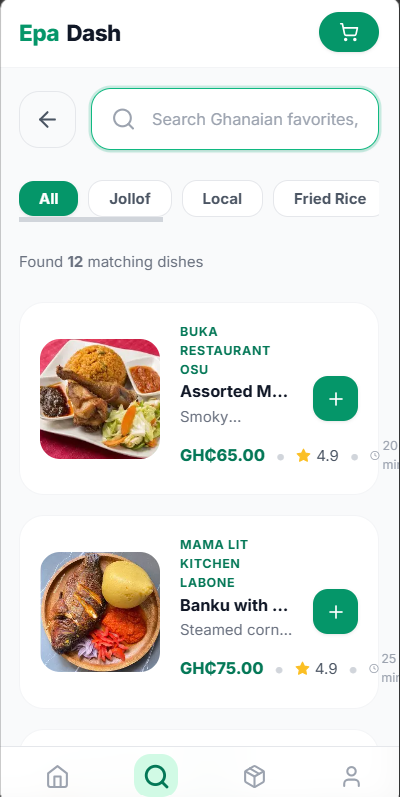 Epa Dash
Search Ghanaian favorites,
All Jollof Local Fried Rice
Found 12 matching dishes
BUKA
RESTAURANT
OSU
Assorted M...
Smoky...
GH₵65.00 4.9 20
min
MAMA LIT
KITCHEN
LABONE
Banku with ...
Steamed corn...
GH₵75.00 4.9 25
min